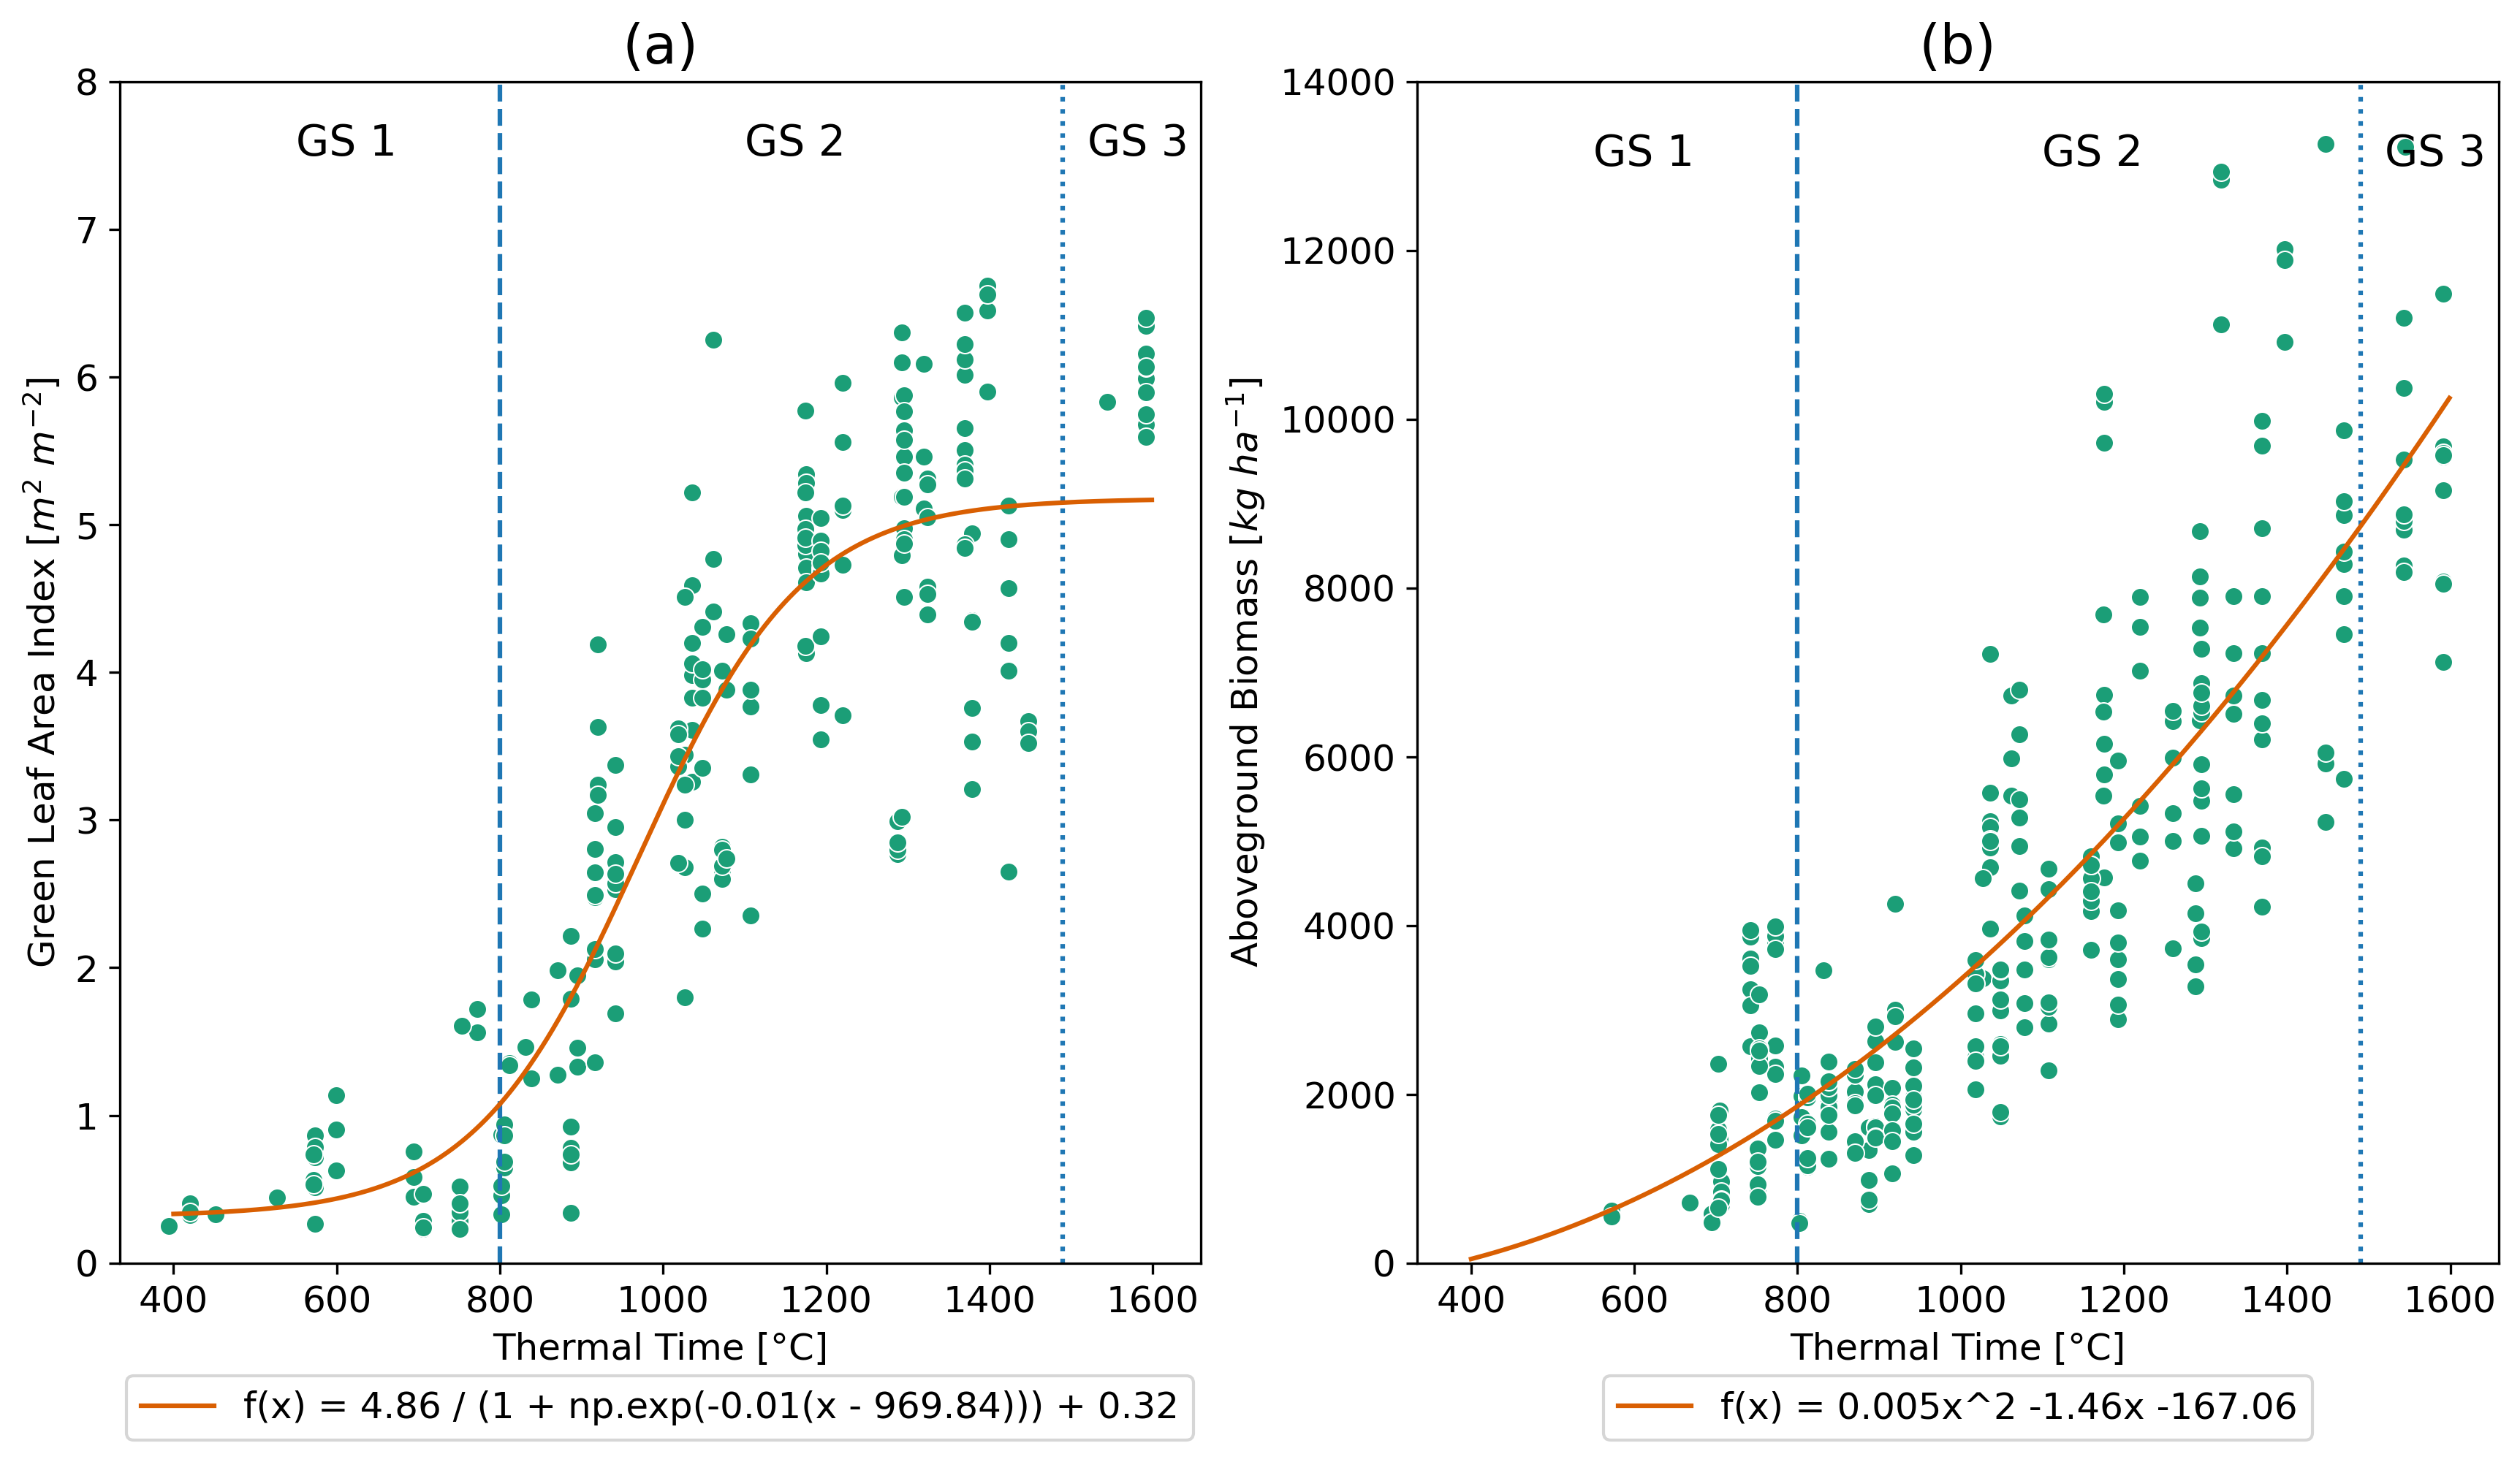 (a)
8
7
6
5
4
3
2
1
0
GS 1
GS 2
GS 3
Green Leaf Area Index [m² m⁻²]
400 600 800 1000 1200 1400 1600
Thermal Time [°C]
f(x) = 4.86 / (1 + np.exp(-0.01(x - 969.84))) + 0.32
(b)
14000
12000
10000
8000
6000
4000
2000
0
GS 1
GS 2
GS 3
Aboveground Biomass [kg ha⁻¹]
400 600 800 1000 1200 1400 1600
Thermal Time [°C]
f(x) = 0.005x^2 -1.46x -167.06